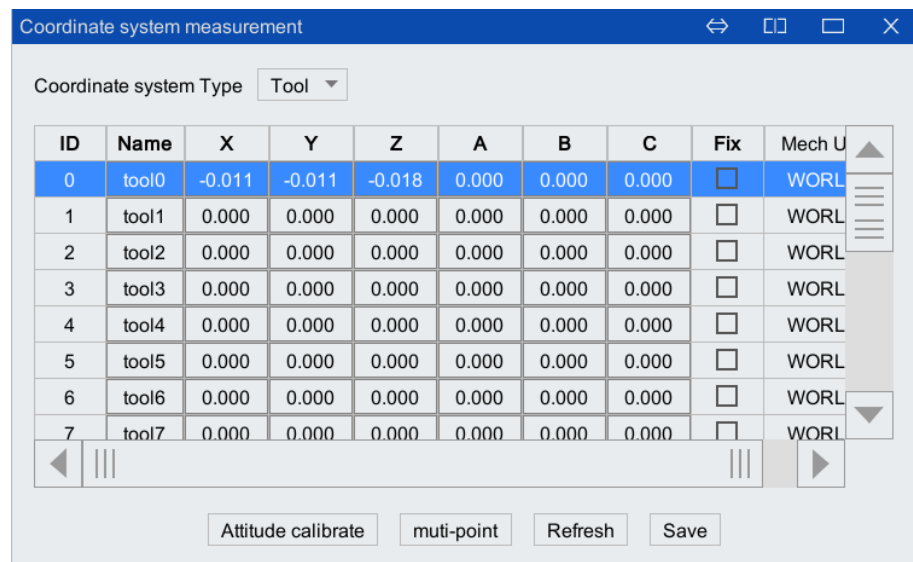 Coordinate system measurement
Coordinate system Type Tool
ID Name X Y Z A B C Fix Mech U
0 tool0 -0.011 -0.011 -0.018 0.000 0.000 0.000 WORL
1 tool1 0.000 0.000 0.000 0.000 0.000 0.000 WORL
2 tool2 0.000 0.000 0.000 0.000 0.000 0.000 WORL
3 tool3 0.000 0.000 0.000 0.000 0.000 0.000 WORL
4 tool4 0.000 0.000 0.000 0.000 0.000 0.000 WORL
5 tool5 0.000 0.000 0.000 0.000 0.000 0.000 WORL
6 tool6 0.000 0.000 0.000 0.000 0.000 0.000 WORL
7 tool7 0.000 0.000 0.000 0.000 0.000 0.000 WORL
Attitude calibrate muti-point Refresh Save